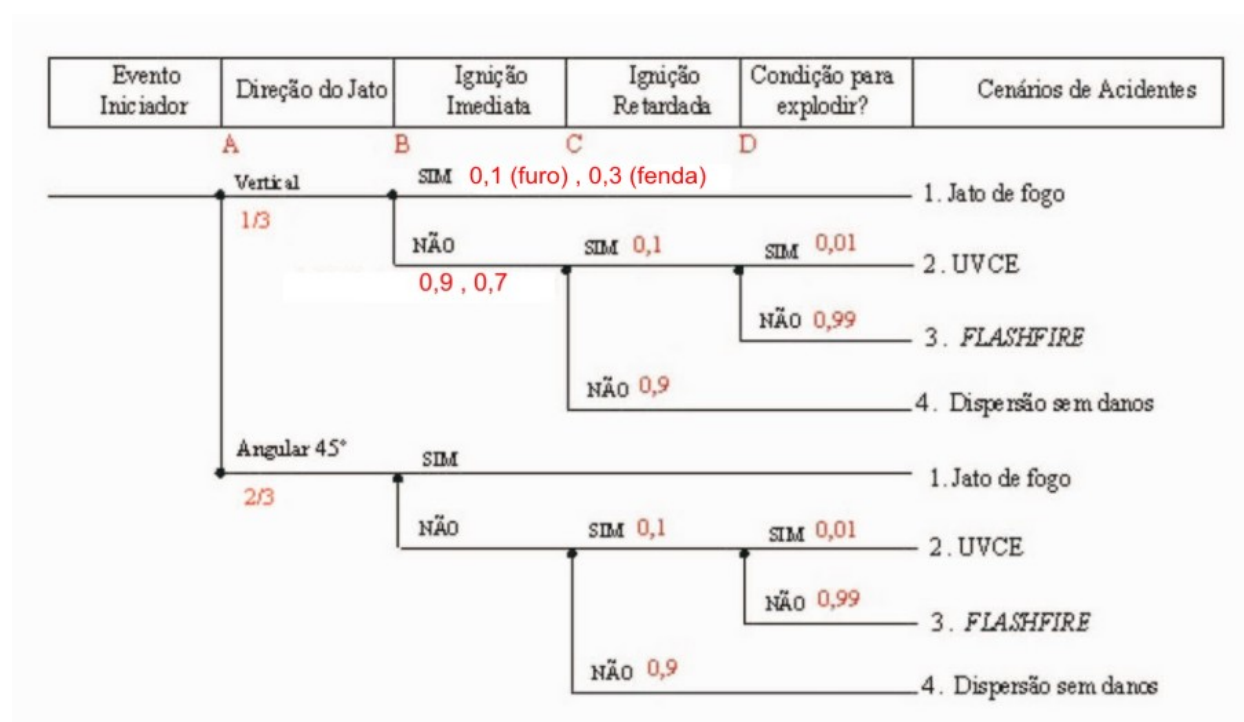 Evento Iniciador
Direção do Jato
Ignição Imediata
Ignição Retardada
Condição para explodir?
Cenários de Acidentes
A
B
C
D
Vertical
SIM 0,1 (furo) , 0,3 (fenda)
1. Jato de fogo
1/3
NÃO
SIM 0,1
SIM 0,01
2. UVCE
0,9 , 0,7
NÃO 0,99
3. FLASHFIRE
NÃO 0,9
4. Dispersão sem danos
Angular 45°
SIM
1. Jato de fogo
2/3
NÃO
SIM 0,1
SIM 0,01
2. UVCE
NÃO 0,99
3. FLASHFIRE
NÃO 0,9
4. Dispersão sem danos